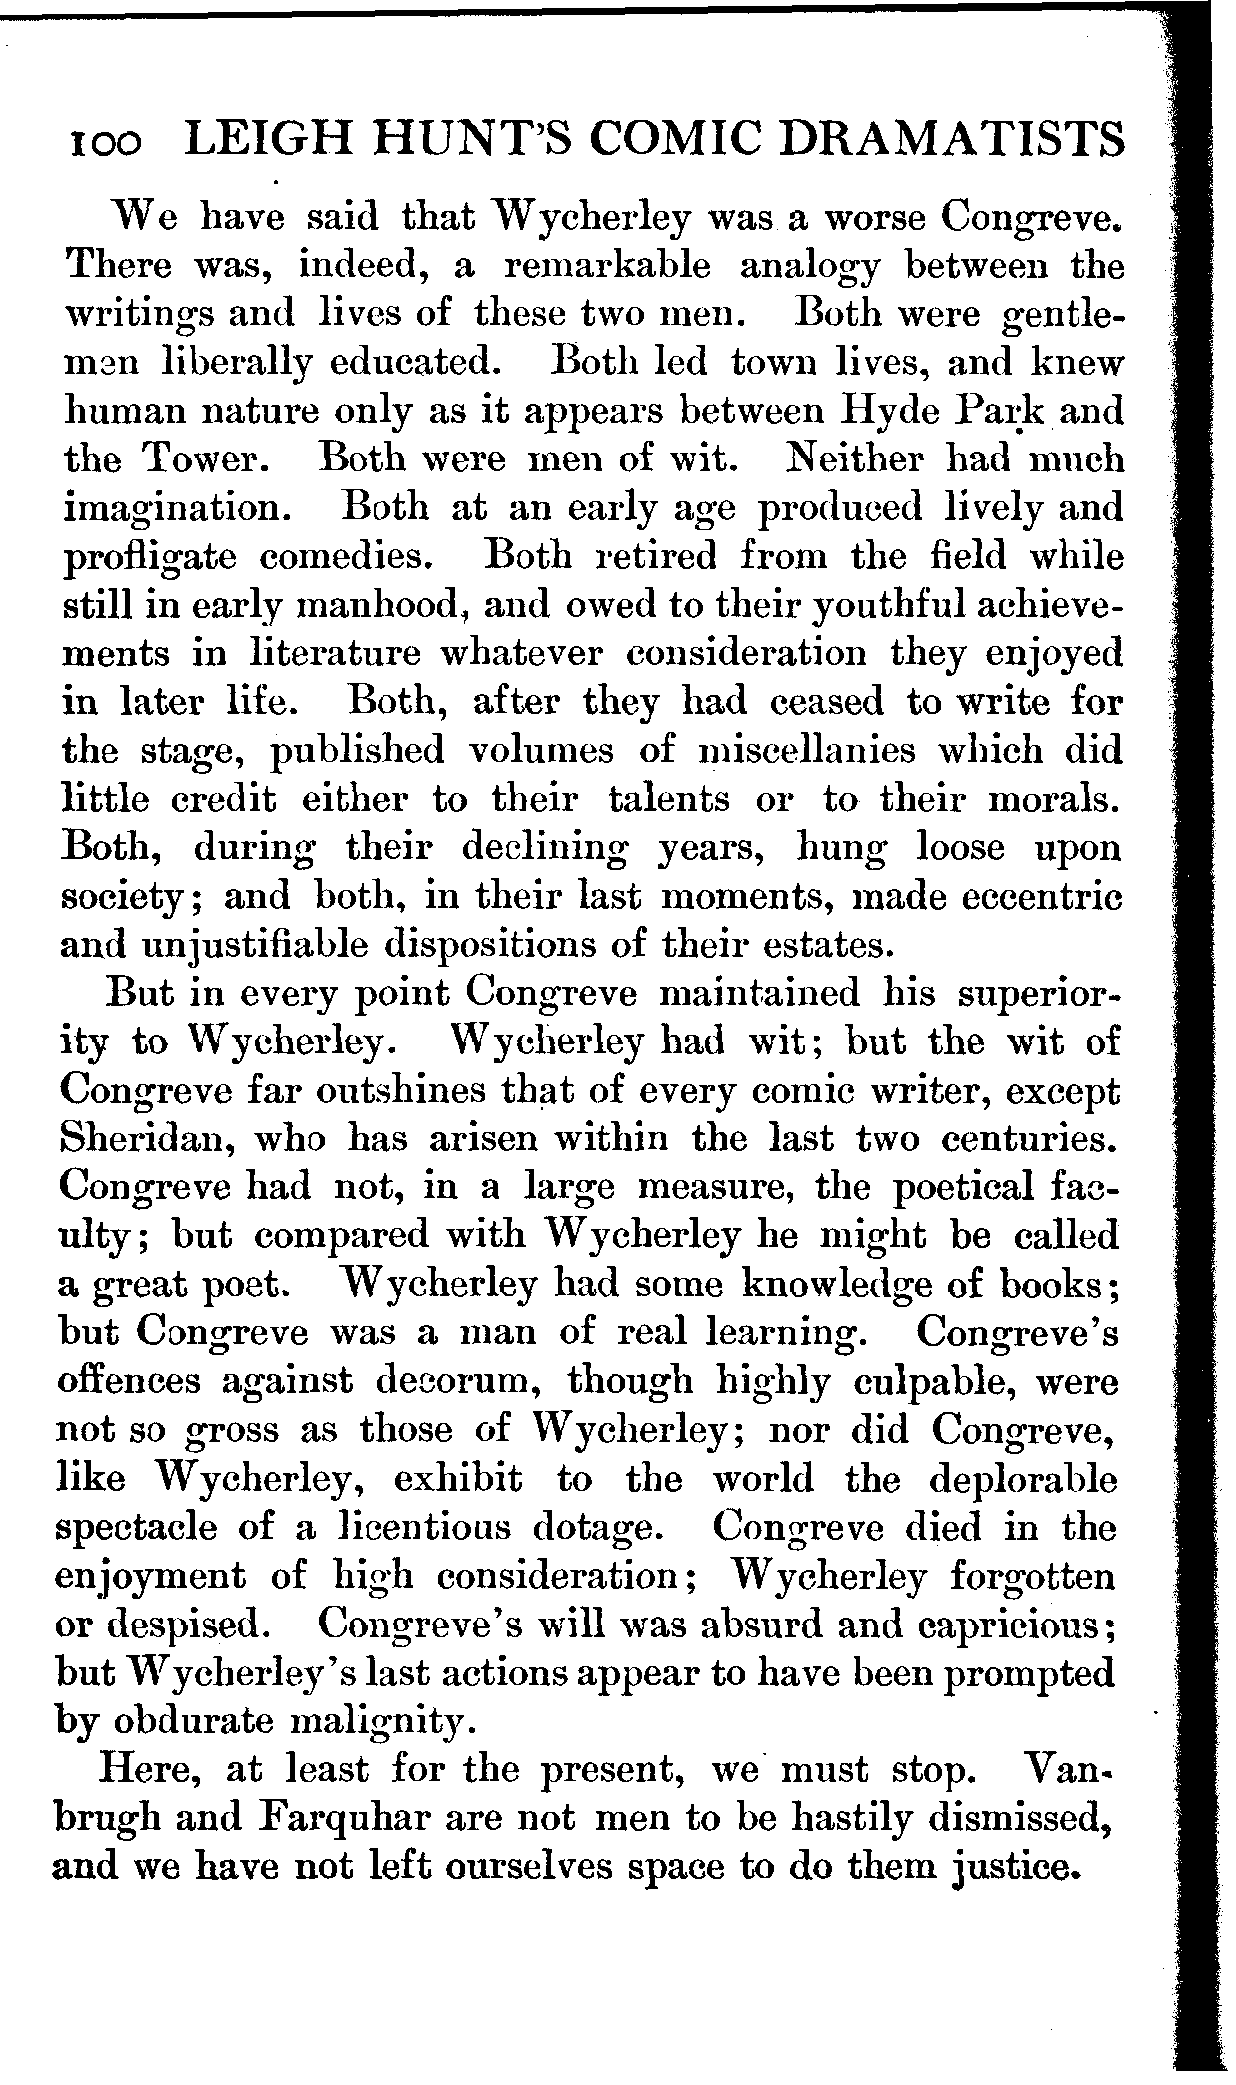 100 LEIGH HUNT'S COMIC DRAMATISTS
We have said that Wycherley was a worse Congreve.
There was, indeed, a remarkable analogy between the
writings and lives of these two men. Both were gentle-
men liberally educated. Both led town lives, and knew
human nature only as it appears between Hyde Park and
the Tower. Both were men of wit. Neither had much
imagination. Both at an early age produced lively and
profligate comedies. Both retired from the field while
still in early manhood, and owed to their youthful achieve-
ments in literature whatever consideration they enjoyed
in later life. Both, after they had ceased to write for
the stage, published volumes of miscellanies which did
little credit either to their talents or to their morals.
Both, during their declining years, hung loose upon
society; and both, in their last moments, made eccentric
and unjustifiable dispositions of their estates.
But in every point Congreve maintained his superior-
ity to Wycherley. Wycherley had wit; but the wit of
Congreve far outshines that of every comic writer, except
Sheridan, who has arisen within the last two centuries.
Congreve had not, in a large measure, the poetical fac-
ulty; but compared with Wycherley he might be called
a great poet. Wycherley had some knowledge of books;
but Congreve was a man of real learning. Congreve's
offences against decorum, though highly culpable, were
not so gross as those of Wycherley; nor did Congreve,
like Wycherley, exhibit to the world the deplorable
spectacle of a licentious dotage. Congreve died in the
enjoyment of high consideration; Wycherley forgotten
or despised. Congreve's will was absurd and capricious;
but Wycherley's last actions appear to have been prompted
by obdurate malignity.
Here, at least for the present, we must stop. Van-
brugh and Farquhar are not men to be hastily dismissed,
and we have not left ourselves space to do them justice.